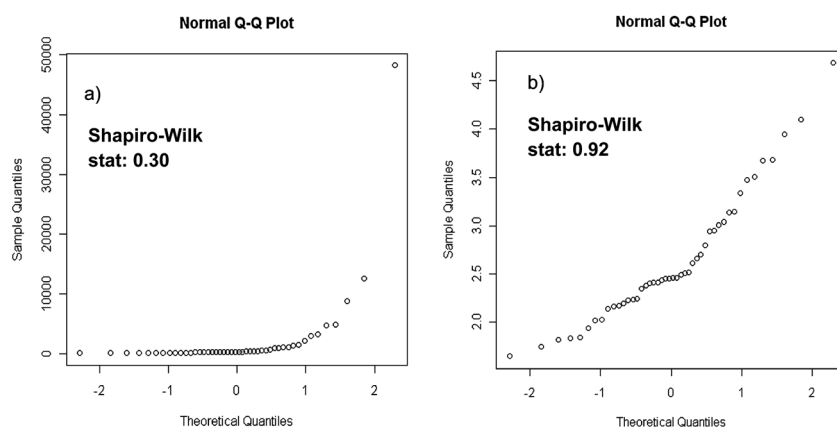 Normal Q-Q Plot
a)
Shapiro-Wilk
stat: 0.30
Sample Quantiles
50000
40000
30000
20000
10000
0
-2 -1 0 1 2
Theoretical Quantiles
Normal Q-Q Plot
b)
Shapiro-Wilk
stat: 0.92
Sample Quantiles
4.5
4.0
3.5
3.0
2.5
2.0
-2 -1 0 1 2
Theoretical Quantiles